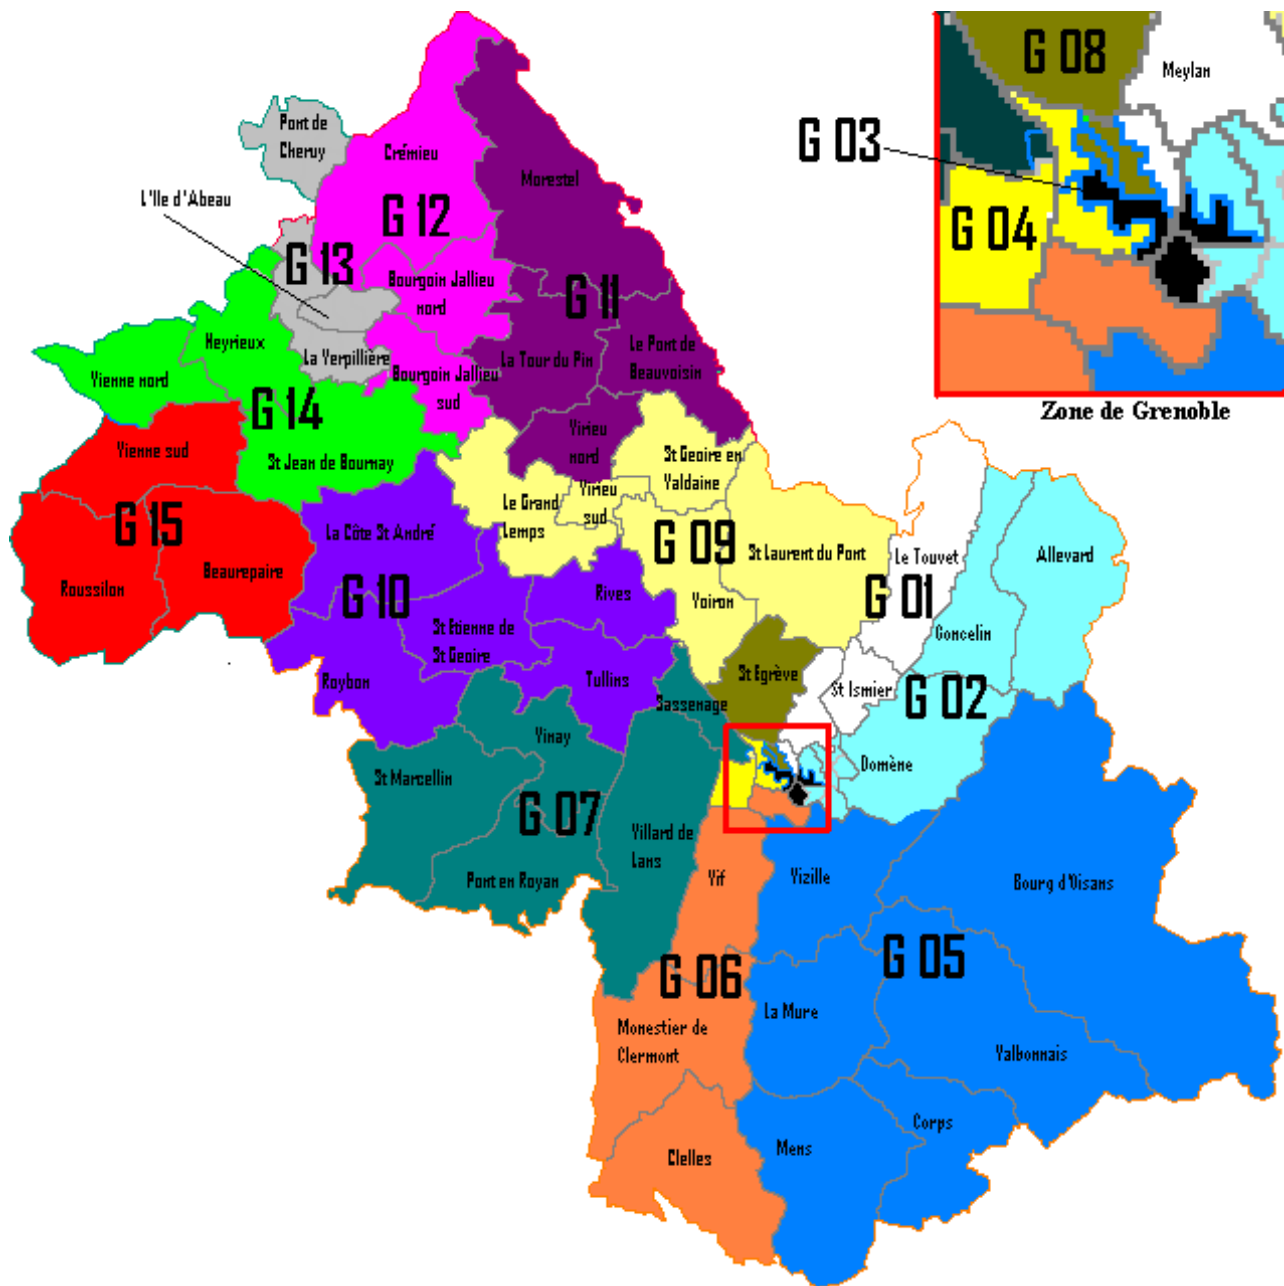 G 08
Meylan
G 03
G 04
Zone de Grenoble
Pont de
Cheruy
Crémieu
Morestel
L'Ile d'Abeau
G 12
G 13
Bourgoin Jallieu
nord
G 11
Heyrieux
La Verpillière
La Tour du Pin
Le Pont de
Beauvoisin
Vienne nord
Bourgoin Jallieu
sud
G 14
Virieu
nord
Vienne sud
St Jean de Bournay
St Geoire en
Valdaine
Le Grand
Lemps
Virieu
sud
G 15
La Côte St André
G 09
St Laurent du Pont
Le Touvet
Allevard
Roussilon
Beaurepaire
G 10
Rives
Voiron
G 01
Goncelin
St Etienne de
St Geoire
Roybon
Tullins
St Egrève
St Ismier
G 02
Sassenage
Vinay
St Marcellin
Domène
G 07
Villard de
Lans
Pont en Royan
Vif
Vizille
Bourg d'Oisans
G 05
G 06
La Mure
Monestier de
Clermont
Valbonnais
Corps
Mens
Clelles